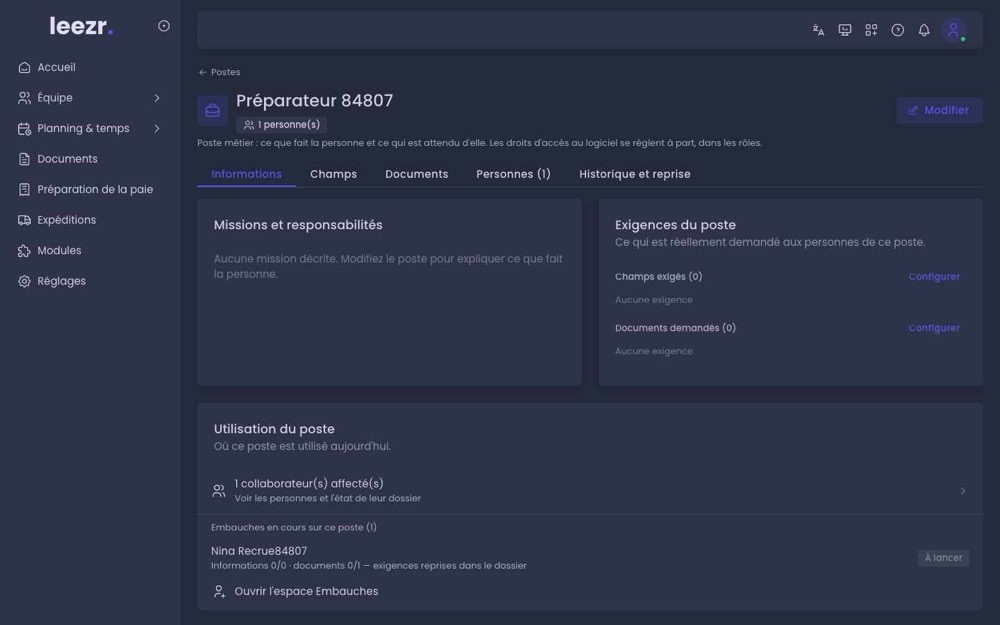 leezr.
Accueil
Équipe
Planning & temps
Documents
Préparation de la paie
Expéditions
Modules
Réglages
← Postes
Préparateur 84807
1 personne(s)
Modifier
Poste métier : ce que fait la personne et ce qui est attendu d'elle. Les droits d'accès au logiciel se règlent à part, dans les rôles.
Informations
Champs
Documents
Personnes (1)
Historique et reprise
Missions et responsabilités
Aucune mission décrite. Modifiez le poste pour expliquer ce que fait
la personne.
Exigences du poste
Ce qui est réellement demandé aux personnes de ce poste.
Champs exigés (0)
Configurer
Aucune exigence
Documents demandés (0)
Configurer
Aucune exigence
Utilisation du poste
Où ce poste est utilisé aujourd'hui.
1 collaborateur(s) affecté(s)
Voir les personnes et l'état de leur dossier
Embauches en cours sur ce poste (1)
Nina Recrue84807
Informations 0/0 · documents 0/1 — exigences reprises dans le dossier
À lancer
Ouvrir l'espace Embauches